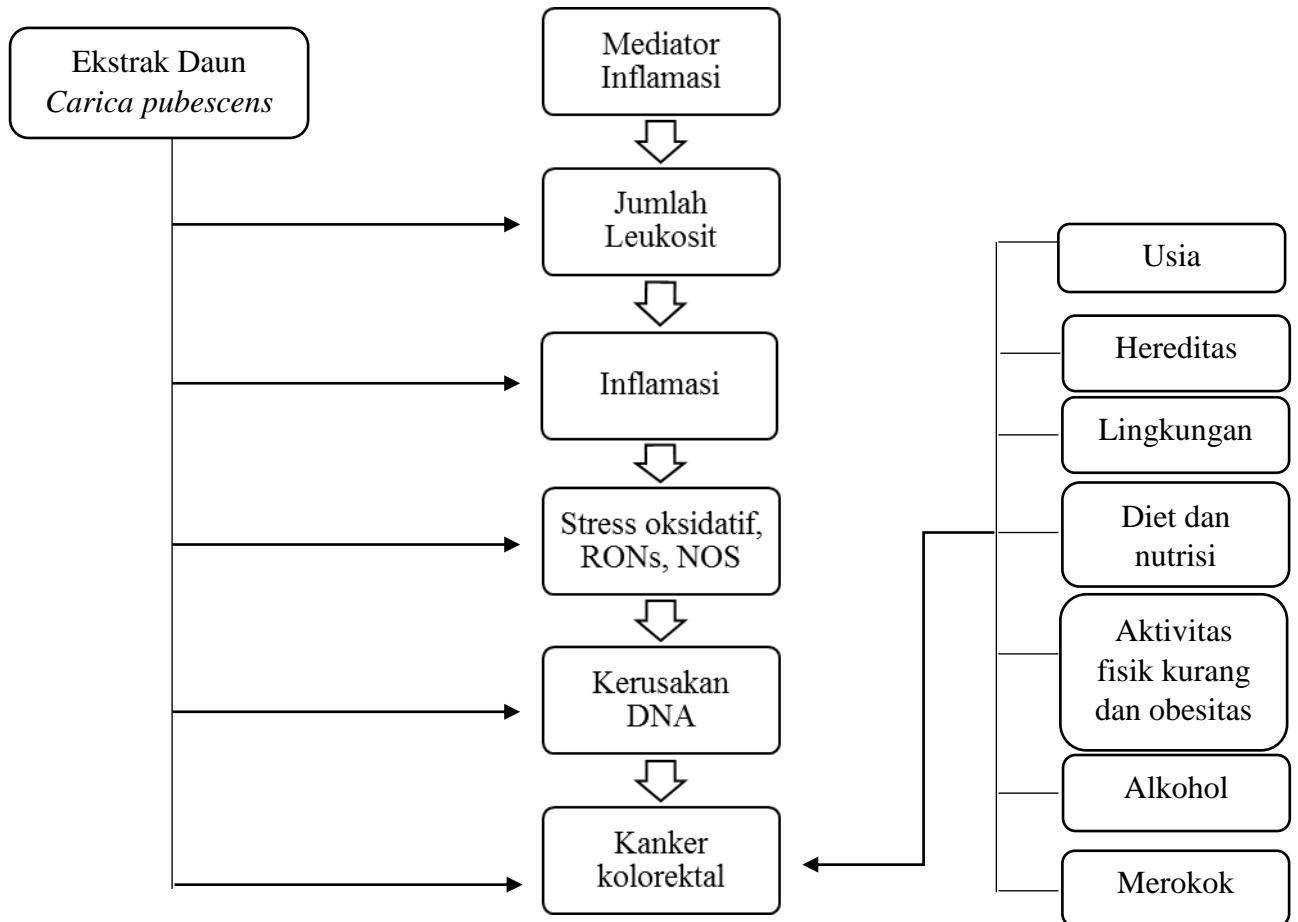 Ekstrak Daun
Carica pubescens
Mediator
Inflamasi
Jumlah
Leukosit
Inflamasi
Stress oksidatif,
RONs, NOS
Kerusakan
DNA
Kanker
kolorektal
Usia
Hereditas
Lingkungan
Diet dan
nutrisi
Aktivitas
fisik kurang
dan obesitas
Alkohol
Merokok